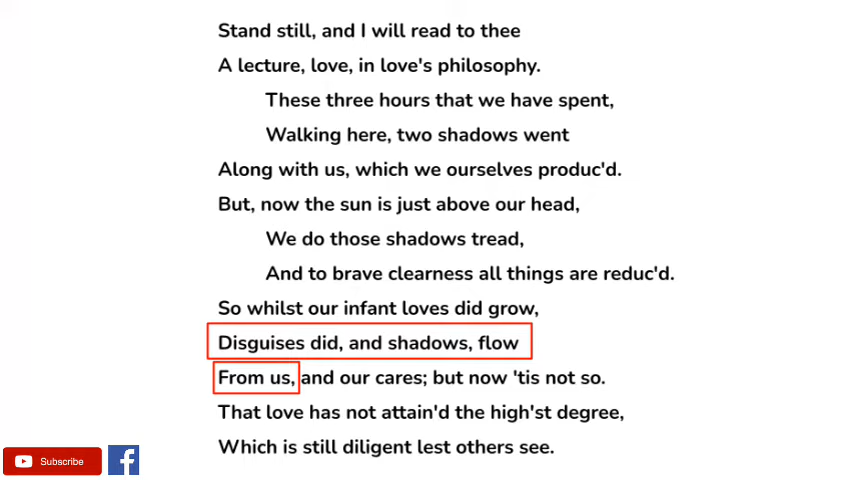 Stand still, and I will read to thee
A lecture, love, in love's philosophy.
These three hours that we have spent,
Walking here, two shadows went
Along with us, which we ourselves produc'd.
But, now the sun is just above our head,
We do those shadows tread,
And to brave clearness all things are reduc'd.
So whilst our infant loves did grow,
Disguises did, and shadows, flow
From us, and our cares; but now 'tis not so.
That love has not attain'd the high'st degree,
Which is still diligent lest others see.
Subscribe